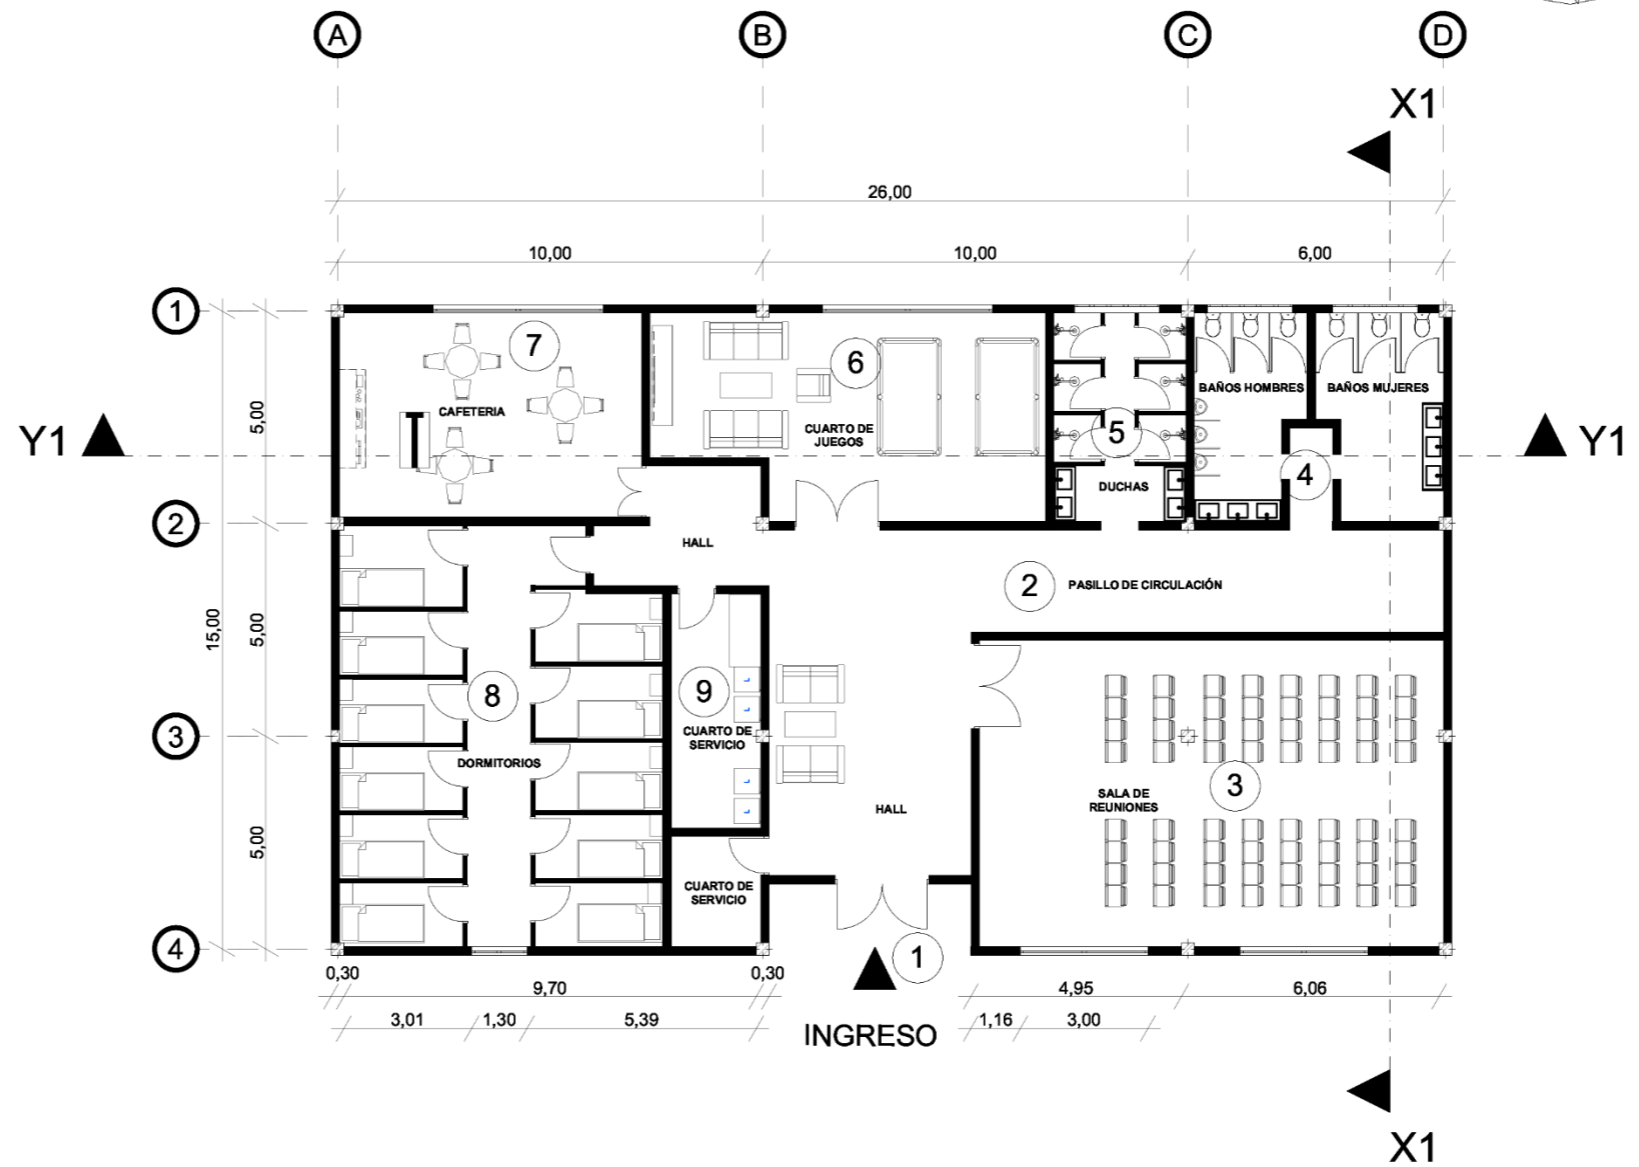 A
B
C
D
X1
26,00
10,00
10,00
6,00
1
7
6
BAÑOS HOMBRES
BAÑOS MUJERES
CAFETERIA
5,00
CUARTO DE
JUEGOS
5
Y1
Y1
4
DUCHAS
2
HALL
2
PASILLO DE CIRCULACIÓN
15,00
5,00
8
9
3
CUARTO DE
SERVICIO
DORMITORIOS
3
SALA DE
REUNIONES
HALL
5,00
CUARTO DE
SERVICIO
4
1
0,30
0,30
9,70
4,95
6,06
3,01
1,30
5,39
1,16
3,00
INGRESO
X1